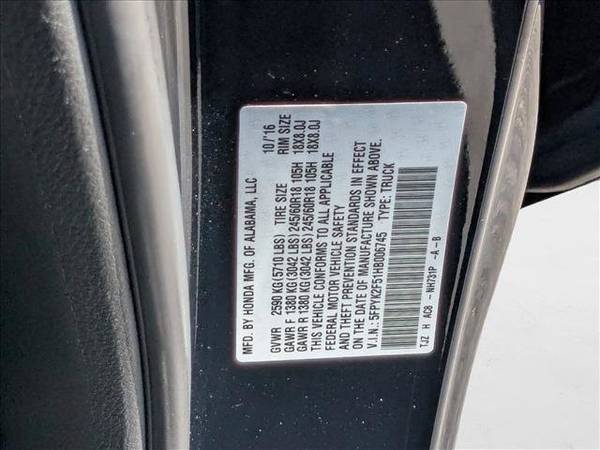 MFD. BY HONDA MFG. OF ALABAMA, LLC 10/'16
GVWR 2590 KG(5710 LBS) TIRE SIZE RIM SIZE
GAWR F 1380 KG(3042 LBS) 245/60R18 105H 18X8.0J
GAWR R 1380 KG(3042 LBS) 245/60R18 105H 18X8.0J
THIS VEHICLE CONFORMS TO ALL APPLICABLE
FEDERAL MOTOR VEHICLE SAFETY
AND THEFT PREVENTION STANDARDS IN EFFECT
ON THE DATE OF MANUFACTURE SHOWN ABOVE.
V.I.N.: 5FPYK2F51HB006745 TYPE: TRUCK
TJZ H AC8 - NH731P -A -B